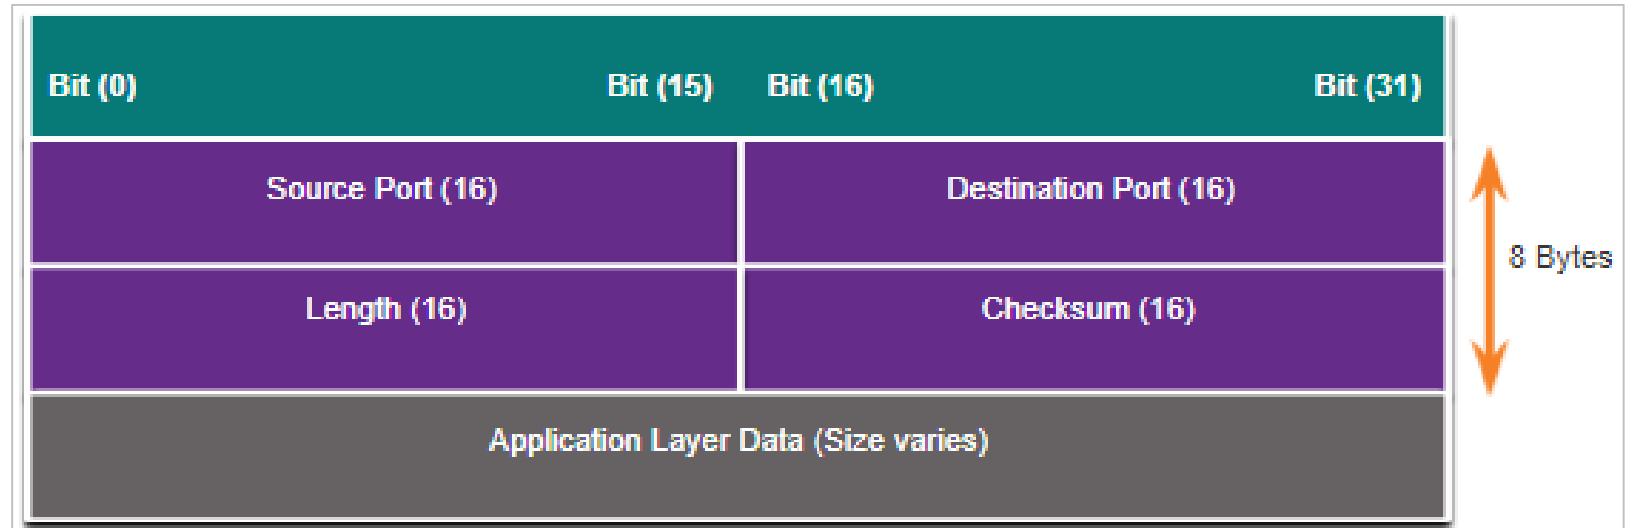 Bit (0) Bit (15) Bit (16) Bit (31)
Source Port (16) Destination Port (16)
8 Bytes
Length (16) Checksum (16)
Application Layer Data (Size varies)